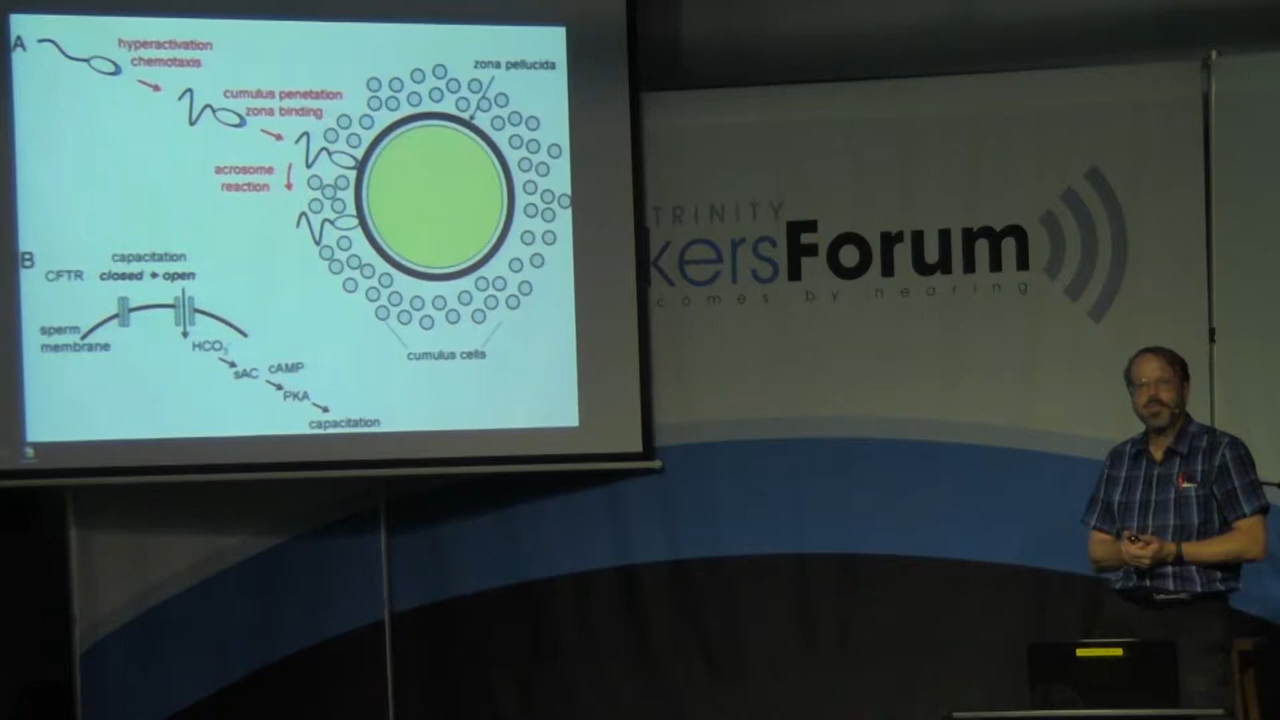 A
hyperactivation
chemotaxis
zona pellucida
cumulus penetation
zona binding
acrosome
reaction
cumulus cells
B
capacitation
CFTR closed → open
sperm
membrane
HCO3-
sAC cAMP
PKA
capacitation
TRINITY
kersForum
comes by hearing